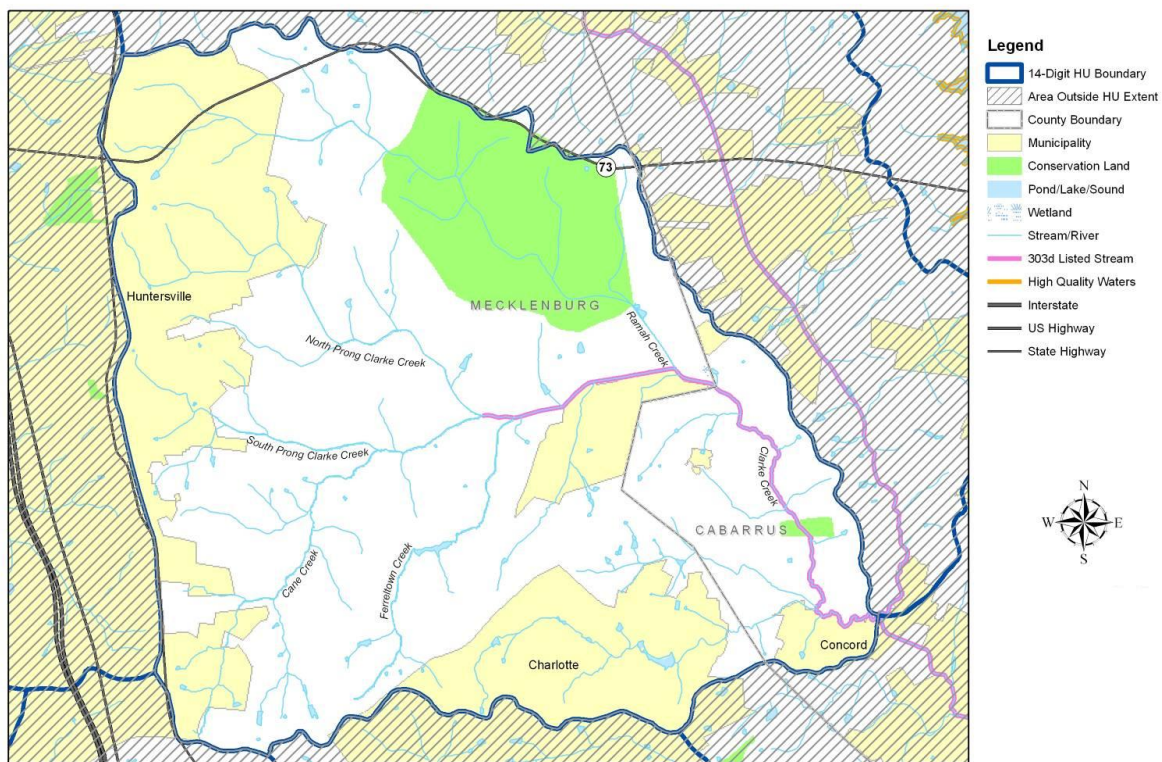 73
Huntersville
MECKLENBURG
North Prong Clarke Creek
Ramah Creek
South Prong Clarke Creek
Clarke Creek
CABARRUS
Cane Creek
Ferreltown Creek
Charlotte
Concord
Legend
14-Digit HU Boundary
Area Outside HU Extent
County Boundary
Municipality
Conservation Land
Pond/Lake/Sound
Wetland
Stream/River
303d Listed Stream
High Quality Waters
Interstate
US Highway
State Highway
N
W E
S